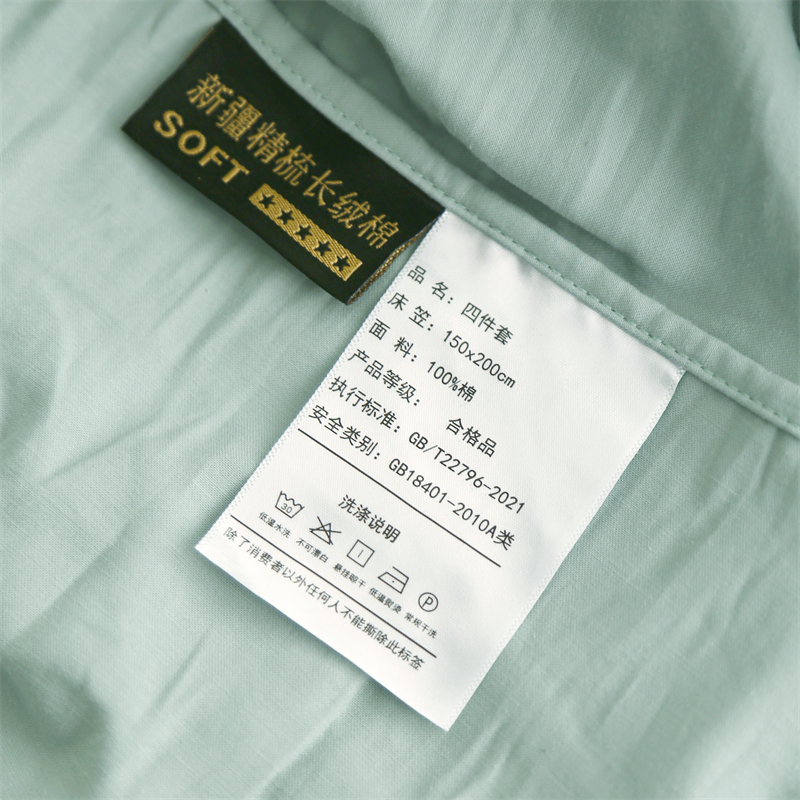 新疆精梳长绒棉
SOFT
品 名：四件套
床 笠：150x200cm
面 料：100%棉
产品等级： 合格品
执行标准：GB/T22796-2021
安全类别：GB18401-2010A类
洗涤说明
30
P
低温水洗 不可漂白 悬挂晾干 低温熨烫 常规干洗
除了消费者以外任何人不能撕除此标签